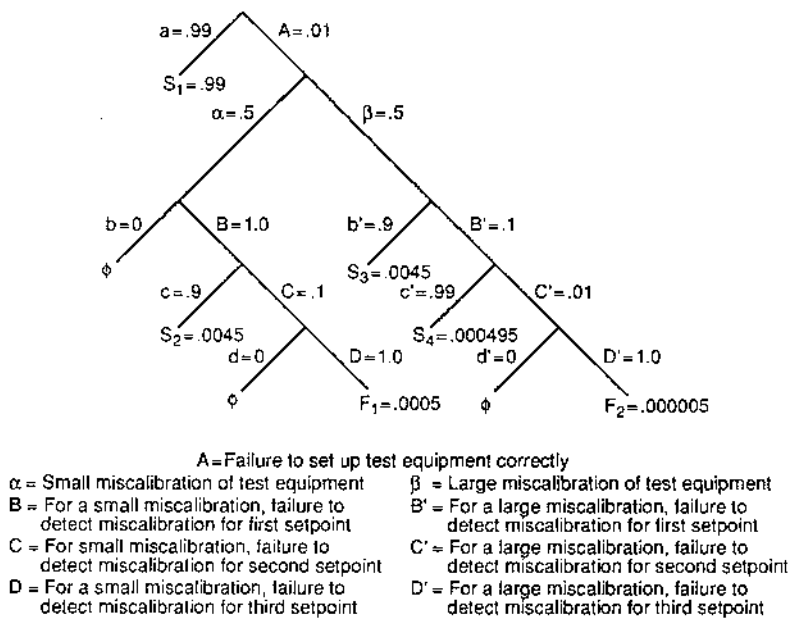 a=.99 A=.01
S1=.99
α=.5 β=.5
b=0 B=1.0 b'=.9 B'=.1
ϕ S3=.0045
c=.9 C=.1 c'=.99 C'=.01
S2=.0045 S4=.000495
d=0 D=1.0 d'=0 D'=1.0
ϕ F1=.0005 ϕ F2=.000005
A=Failure to set up test equipment correctly
α = Small miscalibration of test equipment
B = For a small miscalibration, failure to
detect miscalibration for first setpoint
C = For small miscalibration, failure to
detect miscalibration for second setpoint
D = For a small miscalibration, failure to
detect miscalibration for third setpoint
β = Large miscalibration of test equipment
B' = For a large miscalibration, failure to
detect miscalibration for first setpoint
C' = For a large miscalibration, failure to
detect miscalibration for second setpoint
D' = For a large miscalibration, failure to
detect miscalibration for third setpoint